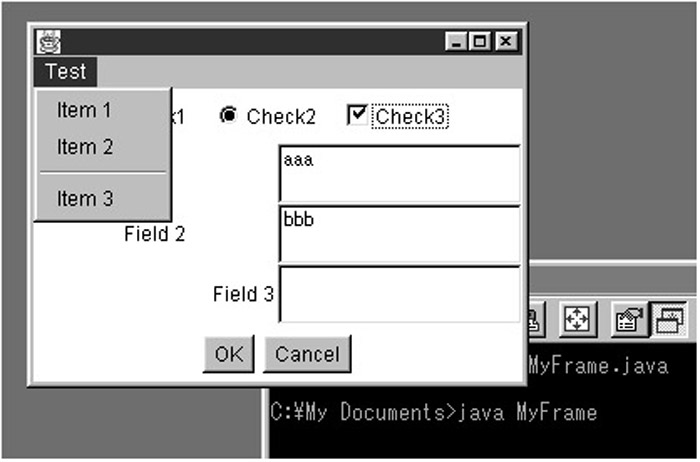 Test
Item 1
Item 2
Item 3
Check2
Check3
aaa
Field 2
bbb
Field 3
OK
Cancel
MyFrame.java
C:¥My Documents>java MyFrame